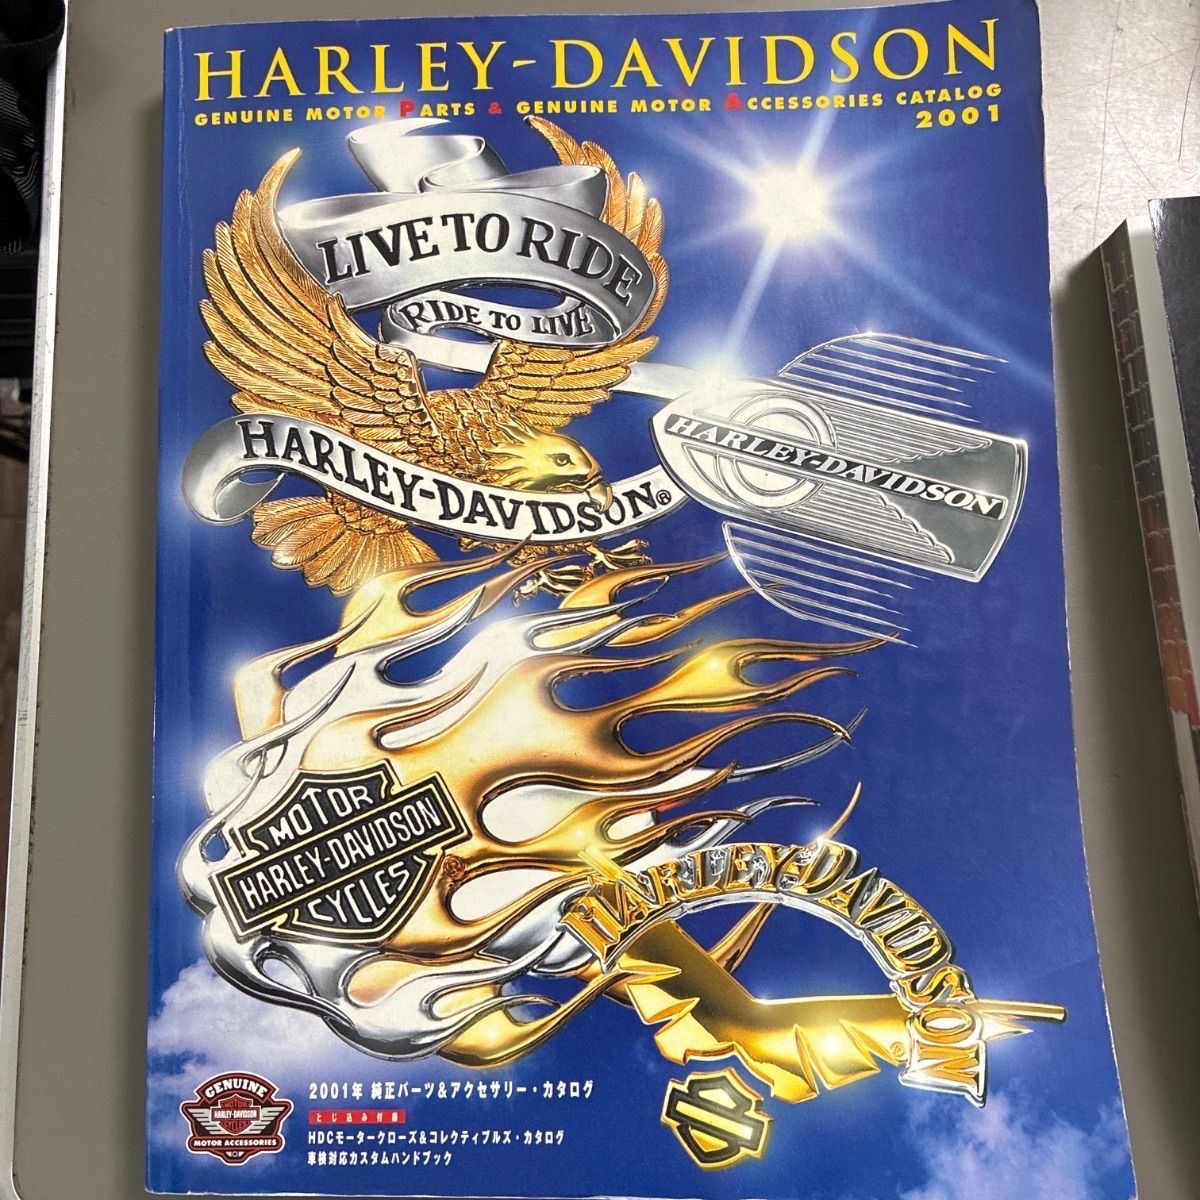 HARLEY-DAVIDSON
GENUINE MOTOR PARTS & GENUINE MOTOR ACCESSORIES CATALOG
2001
LIVE TO RIDE
RIDE TO LIVE
HARLEY-DAVIDSON®
HARLEY-DAVIDSON
MOTOR
HARLEY-DAVIDSON
CYCLES
®
HARLEY-DAVIDSON
®
GENUINE
MOTOR
HARLEY-DAVIDSON
CYCLES
MOTOR ACCESSORIES
2001年 純正パーツ&アクセサリー・カタログ
とじ込み付録
HDCモータークローズ&コレクティブルズ・カタログ
車検対応カスタムハンドブック